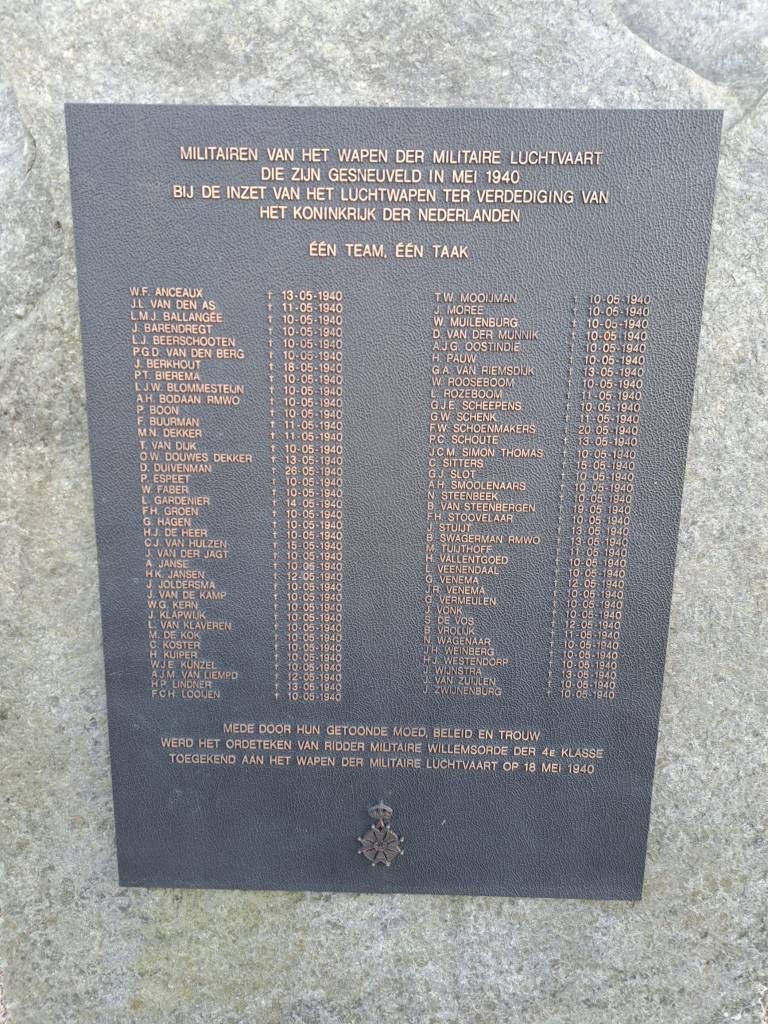 MILITAIREN VAN HET WAPEN DER MILITAIRE LUCHTVAART
DIE ZIJN GESNEUVELD IN MEI 1940
BIJ DE INZET VAN HET LUCHTWAPEN TER VERDEDIGING VAN
HET KONINKRIJK DER NEDERLANDEN
ÉÉN TEAM, ÉÉN TAAK
W.F. ANCEAUX † 13-05-1940
J.L. VAN DEN AS † 11-05-1940
L.M.J. BALLANGÉE † 10-05-1940
J. BARENDREGT † 10-05-1940
L.J. BEERSCHOOTEN † 10-05-1940
P.G.D. VAN DEN BERG † 10-05-1940
J. BERKHOUT † 18-05-1940
P.T. BIEREMA † 10-05-1940
L.J.W. BLOMMESTEIJN † 10-05-1940
A.H. BODAAN RMWO † 10-05-1940
P. BOON † 10-05-1940
F. BUURMAN † 11-05-1940
M.N. DEKKER † 11-05-1940
T. VAN DIJK † 10-05-1940
O.W. DOUWES DEKKER † 13-05-1940
D. DUIVENMAN † 26-05-1940
P. ESPEET † 10-05-1940
W. FABER † 10-05-1940
L. GARDENIER † 14-05-1940
F.H. GROEN † 10-05-1940
G. HAGEN † 10-05-1940
H.J. DE HEER † 10-05-1940
C.J. VAN HULZEN † 15-05-1940
J. VAN DER JAGT † 10-05-1940
A. JANSE † 10-05-1940
H.K. JANSEN † 12-05-1940
J. JOLDERSMA † 10-05-1940
J. VAN DE KAMP † 10-05-1940
W.G. KERN † 10-05-1940
J. KLAPWIJK † 10-05-1940
L. VAN KLAVEREN † 10-05-1940
M. DE KOK † 10-05-1940
C. KOSTER † 10-05-1940
H. KUIPER † 10-05-1940
W.J.E. KÜNZEL † 10-05-1940
A.J.M. VAN LIEMPD † 12-05-1940
H.P. LINDNER † 13-05-1940
F.C.H. LOOIJEN † 10-05-1940
T.W. MOOIJMAN † 10-05-1940
J. MOREE † 10-05-1940
W. MUILENBURG † 10-05-1940
D. VAN DER MUNNIK † 10-05-1940
A.J.G. OOSTINDIE † 10-05-1940
H. PAUW † 10-05-1940
G.A. VAN RIEMSDIJK † 13-05-1940
W. ROOSEBOOM † 10-05-1940
L. ROZEBOOM † 11-05-1940
G.J.E. SCHEEPENS † 10-05-1940
G.W. SCHENK † 11-05-1940
F.W. SCHOENMAKERS † 20-05-1940
P.C. SCHOUTE † 13-05-1940
J.C.M. SIMON THOMAS † 10-05-1940
C. SITTERS † 15-05-1940
G.J. SLOT † 10-05-1940
A.H. SMOOLENAARS † 10-05-1940
N. STEENBEEK † 10-05-1940
B. VAN STEENBERGEN † 19-05-1940
F.H. STOOVELAAR † 10-05-1940
J. STUIJT † 13-05-1940
B. SWAGERMAN RMWO † 13-05-1940
M. TUIJTHOFF † 11-05-1940
H. VALLENTGOED † 10-05-1940
L. VEENENDAAL † 10-05-1940
G. VENEMA † 12-05-1940
J.R. VENEMA † 10-05-1940
G. VERMEULEN † 10-05-1940
J. VONK † 10-05-1940
S. DE VOS † 12-05-1940
B. VROLIJK † 11-05-1940
N. WAGENAAR † 10-05-1940
J.H. WEINBERG † 10-05-1940
H.J. WESTENDORP † 10-05-1940
T. WIJNSTRA † 13-05-1940
J. VAN ZUIJLEN † 10-05-1940
J. ZWIJNENBURG † 10-05-1940
MEDE DOOR HUN GETOONDE MOED, BELEID EN TROUW
WERD HET ORDETEKEN VAN RIDDER MILITAIRE WILLEMSORDE DER 4E KLASSE
TOEGEKEND AAN HET WAPEN DER MILITAIRE LUCHTVAART OP 18 MEI 1940